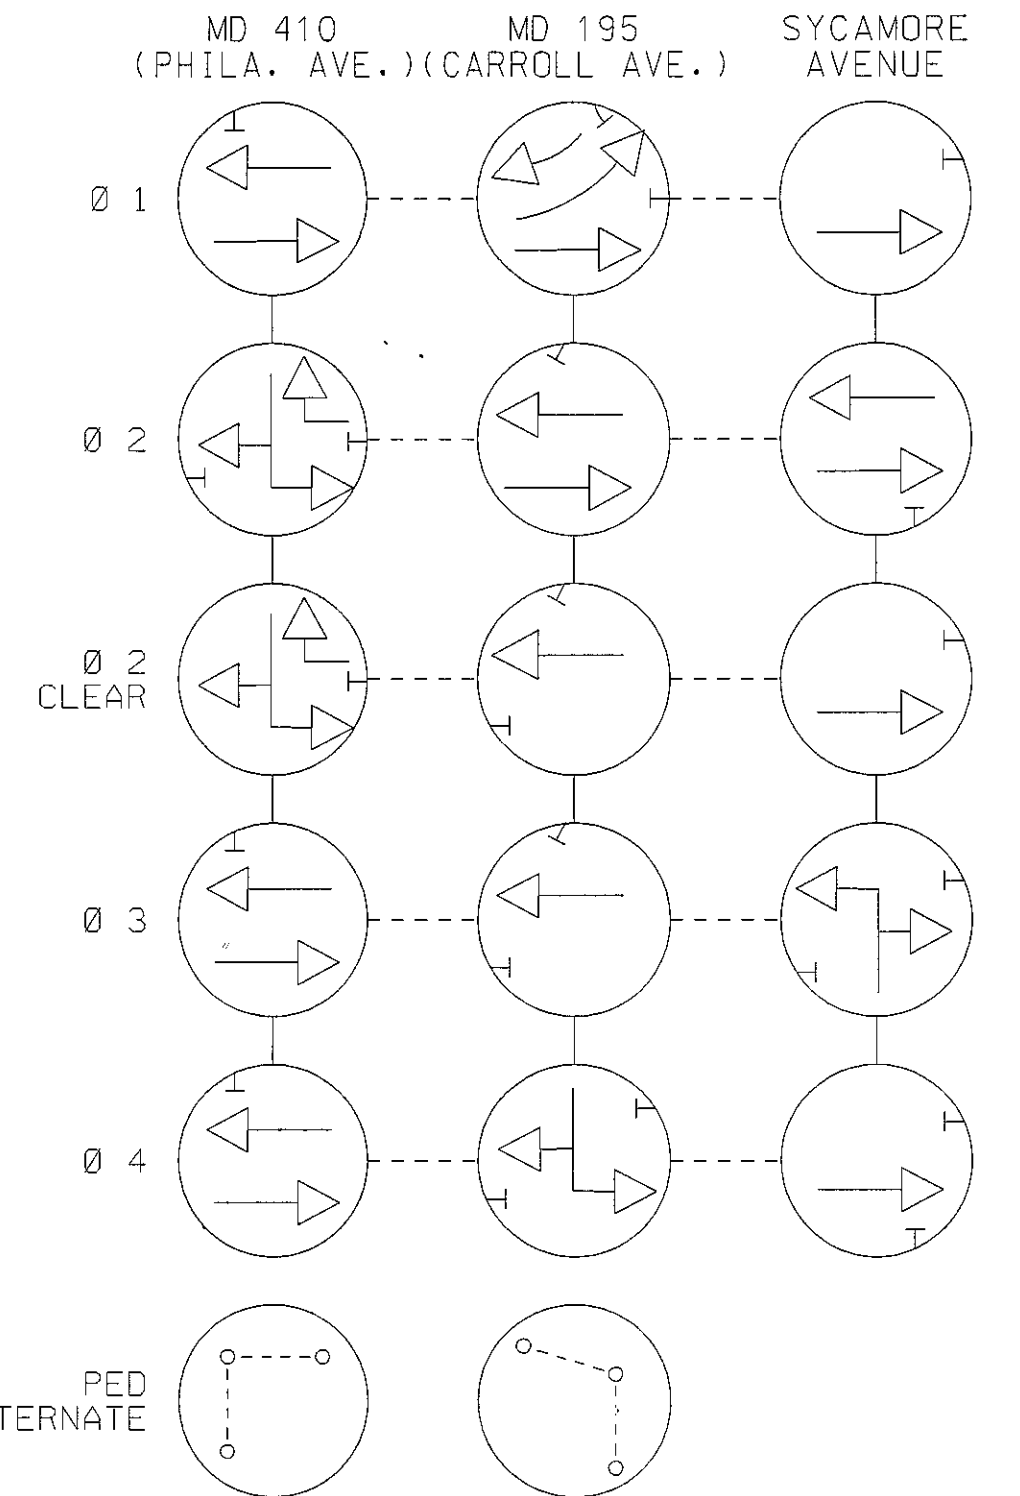 MD 410
(PHILA. AVE.)
MD 195
(CARROLL AVE.)
SYCAMORE
AVENUE
Ø 1
Ø 2
Ø 2
CLEAR
Ø 3
Ø 4
PED
TERNATE